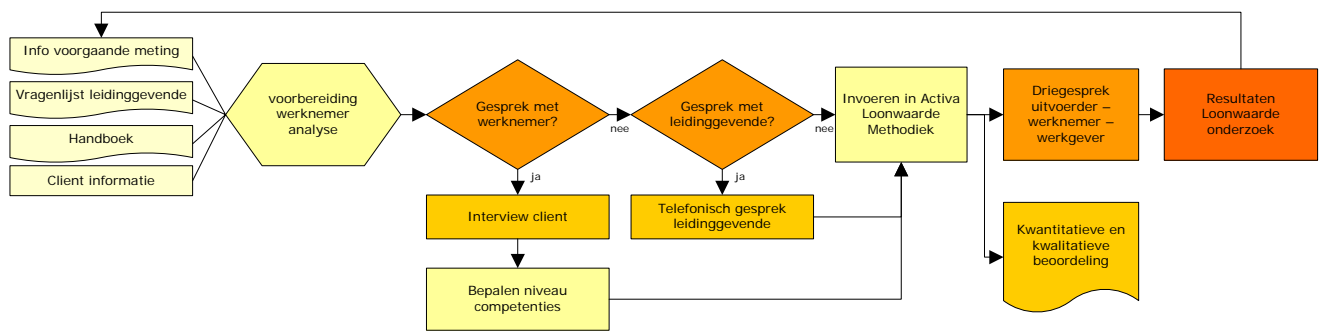 Info voorgaande meting
Vragenlijst leidinggevende
Handboek
Client informatie
voorbereiding
werknemer
analyse
Gesprek met
werknemer?
nee
ja
Interview client
Bepalen niveau
competenties
Gesprek met
leidinggevende?
nee
ja
Telefonisch gesprek
leidinggevende
Invoeren in Activa
Loonwaarde
Methodiek
Driegesprek
uitvoerder –
werknemer –
werkgever
Kwantitatieve en
kwalitatieve
beoordeling
Resultaten
Loonwaarde
onderzoek